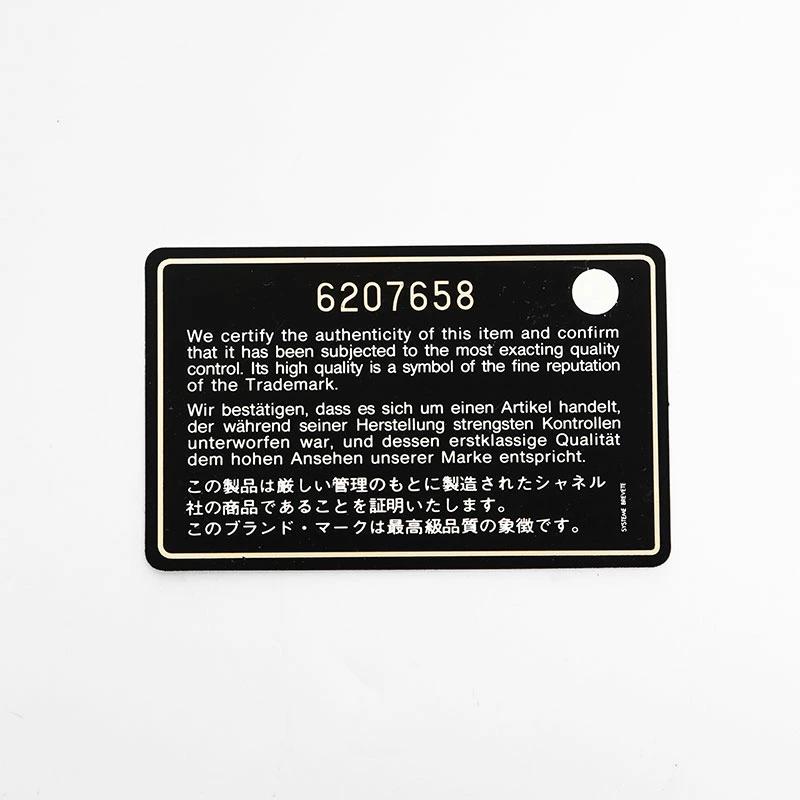 6207658
We certify the authenticity of this item and confirm
that it has been subjected to the most exacting quality
control. Its high quality is a symbol of the fine reputation
of the Trademark.
Wir bestätigen, dass es sich um einen Artikel handelt,
der während seiner Herstellung strengsten Kontrollen
unterworfen war, und dessen erstklassige Qualität
dem hohen Ansehen unserer Marke entspricht.
この製品は厳しい管理のもとに製造されたシャネル
社の商品であることを証明いたします。
このブランド・マークは最高級品質の象徴です。
SYSTEME BREVETE